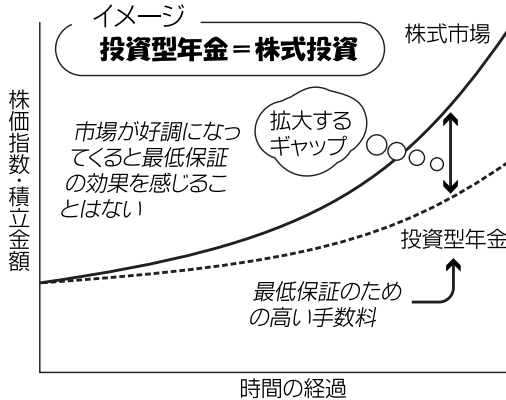 イメージ
投資型年金＝株式投資
株式市場
株価指数・積立金額
市場が好調になっ
てくると最低保証
の効果を感じるこ
とはない
拡大する
ギャップ
投資型年金
最低保証のため
の高い手数料
時間の経過